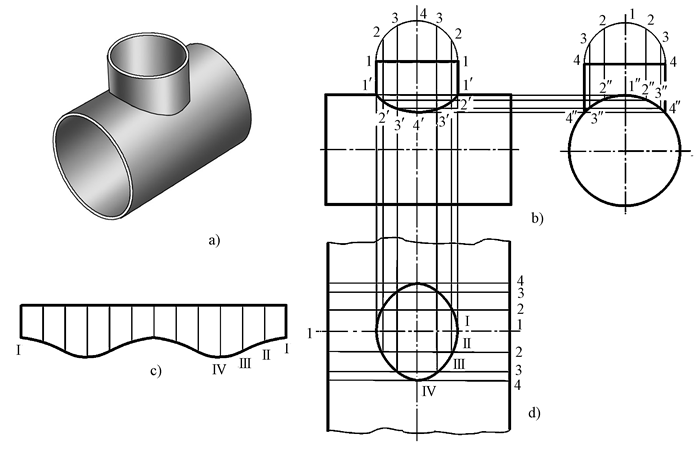 3 4 3
2 2
1 1
1′ 1′
2′ 3′ 4′ 3′ 2′
1
2 2
3 3
4 4
2″ 1″ 2″
4″ 3″ 3″ 4″
a)
b)
I IV III II I
c)
4
3
2
1 I 1
II 2
III 3
IV 4
d)